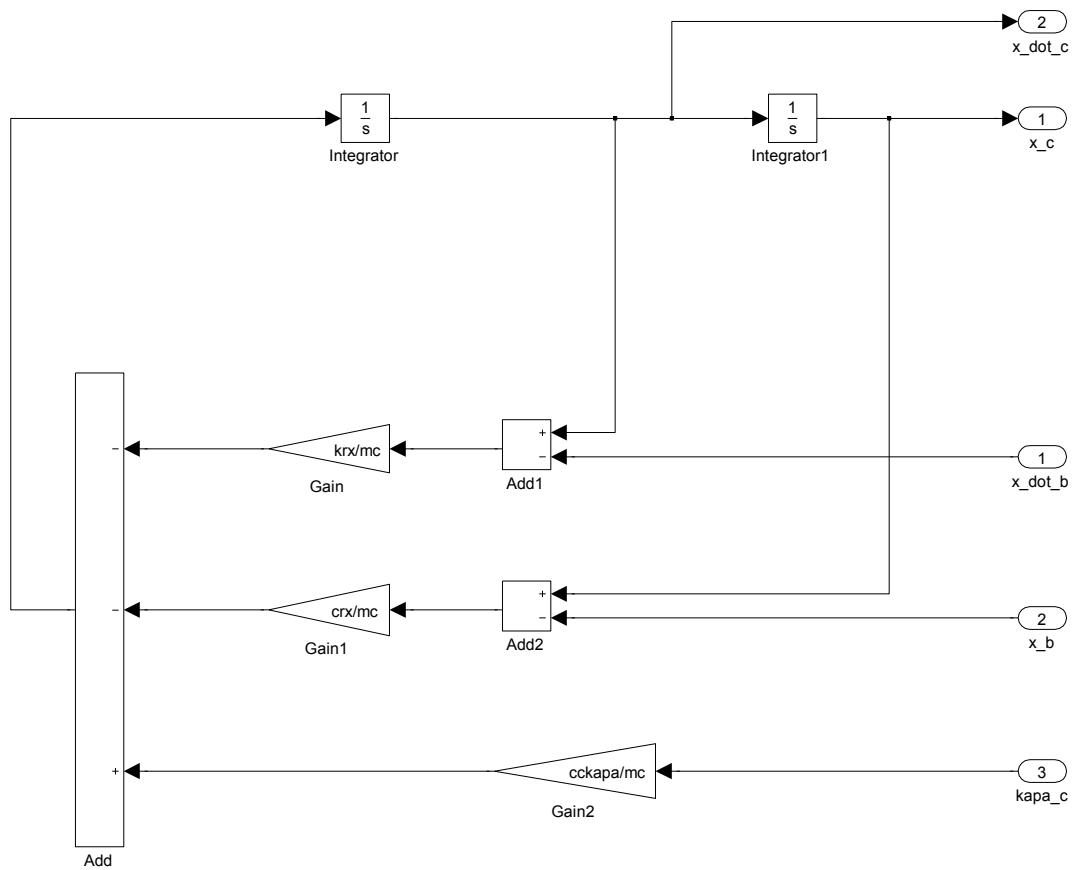 2
x_dot_c
1
s
Integrator
1
s
Integrator1
1
x_c
+
−
Add1
krx/mc
Gain
−
1
x_dot_b
+
−
Add2
crx/mc
Gain1
−
2
x_b
+
cckapa/mc
Gain2
3
kapa_c
Add